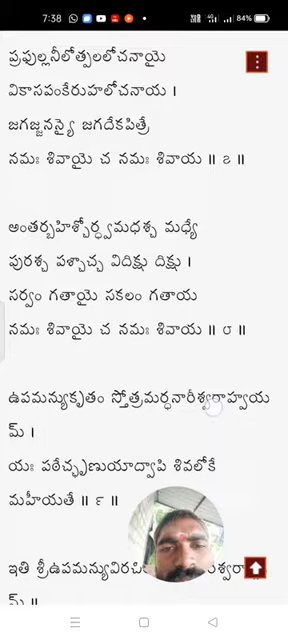 7:38
84%
ప్రఫుల్లనీలోత్పలలోచనాయై
వికాసపంకేరుహలోచనాయ ।
జగజ్జనన్యై జగదేకపిత్రే
నమః శివాయై చ నమః శివాయ ॥ ౭ ॥
అంతర్బహిశ్చోర్ధ్వమధశ్చ మధ్యే
పురశ్చ పశ్చాచ్చ విదిక్షు దిక్షు ।
సర్వం గతాయై సకలం గతాయ
నమః శివాయై చ నమః శివాయ ॥ ౮ ॥
ఉపమన్యుకృతం స్తోత్రమర్ధనారీశ్వరాహ్వయ
మ్ ।
యః పఠేచ్ఛృణుయాద్వాపి శివలోకే
మహీయతే ॥ ౯ ॥
ఇతి శ్రీఉపమన్యువిరచి
మ్ ॥